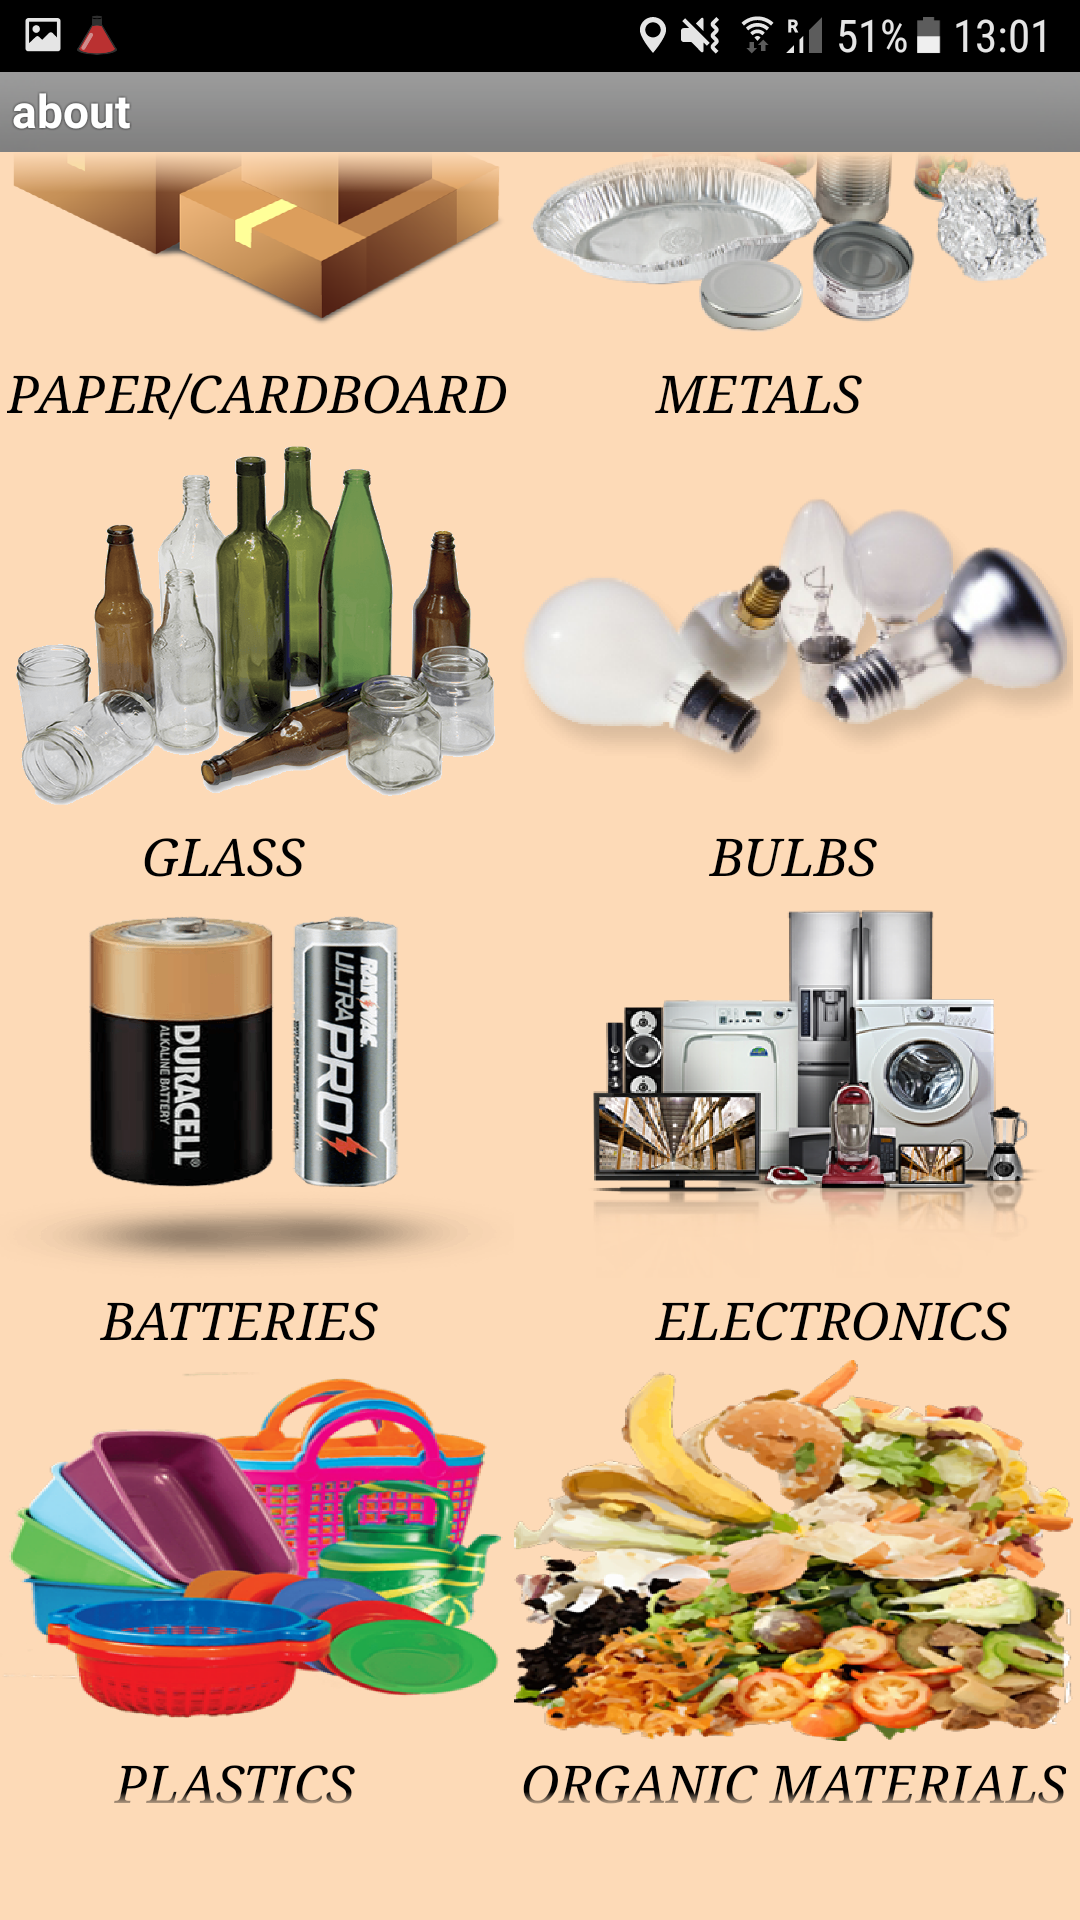 R 51% 13:01
about
PAPER/CARDBOARD METALS
GLASS BULBS
DURACELL®
ALKALINE BATTERY
RAYOVAC
ULTRA
PRO
BATTERIES ELECTRONICS
PLASTICS ORGANIC MATERIALS